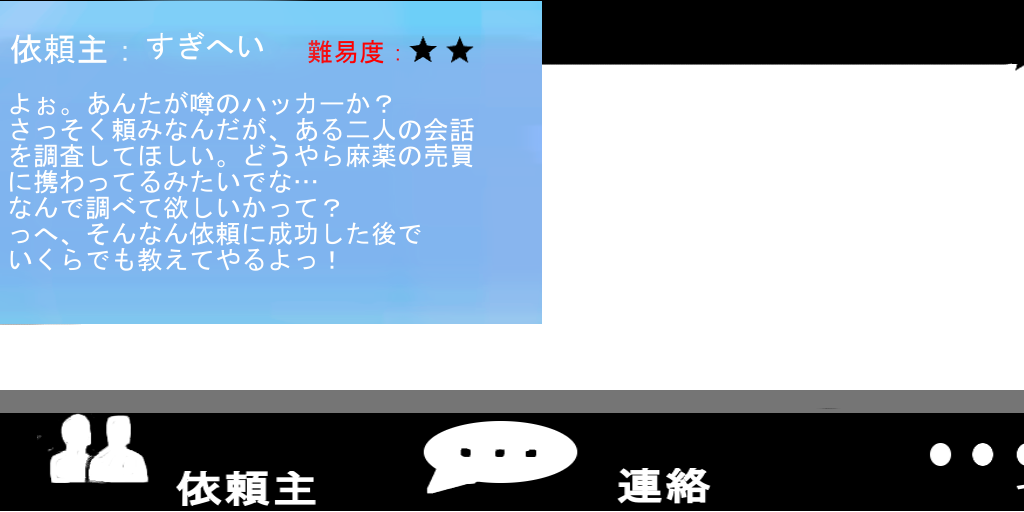 依頼主：すぎへい 難易度：★★
よぉ。あんたが噂のハッカーか？
さっそく頼みなんだが、ある二人の会話
を調査してほしい。どうやら麻薬の売買
に携わってるみたいでな…
なんで調べて欲しいかって？
っへ、そんなん依頼に成功した後で
いくらでも教えてやるよっ！
依頼主
連絡